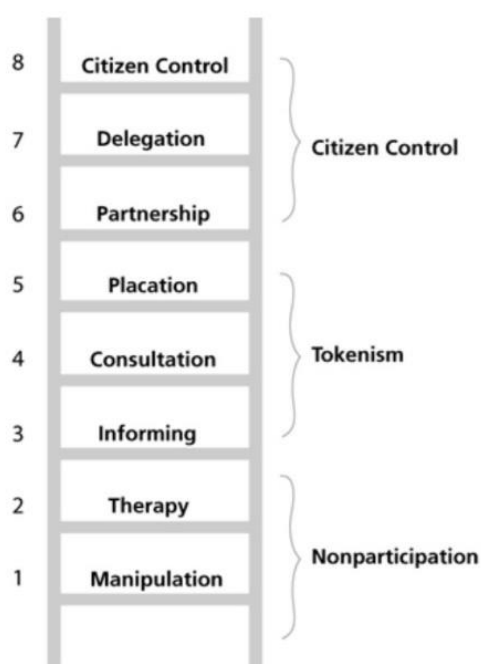 8 Citizen Control
7 Delegation
Citizen Control
6 Partnership
5 Placation
4 Consultation
Tokenism
3 Informing
2 Therapy
Nonparticipation
1 Manipulation